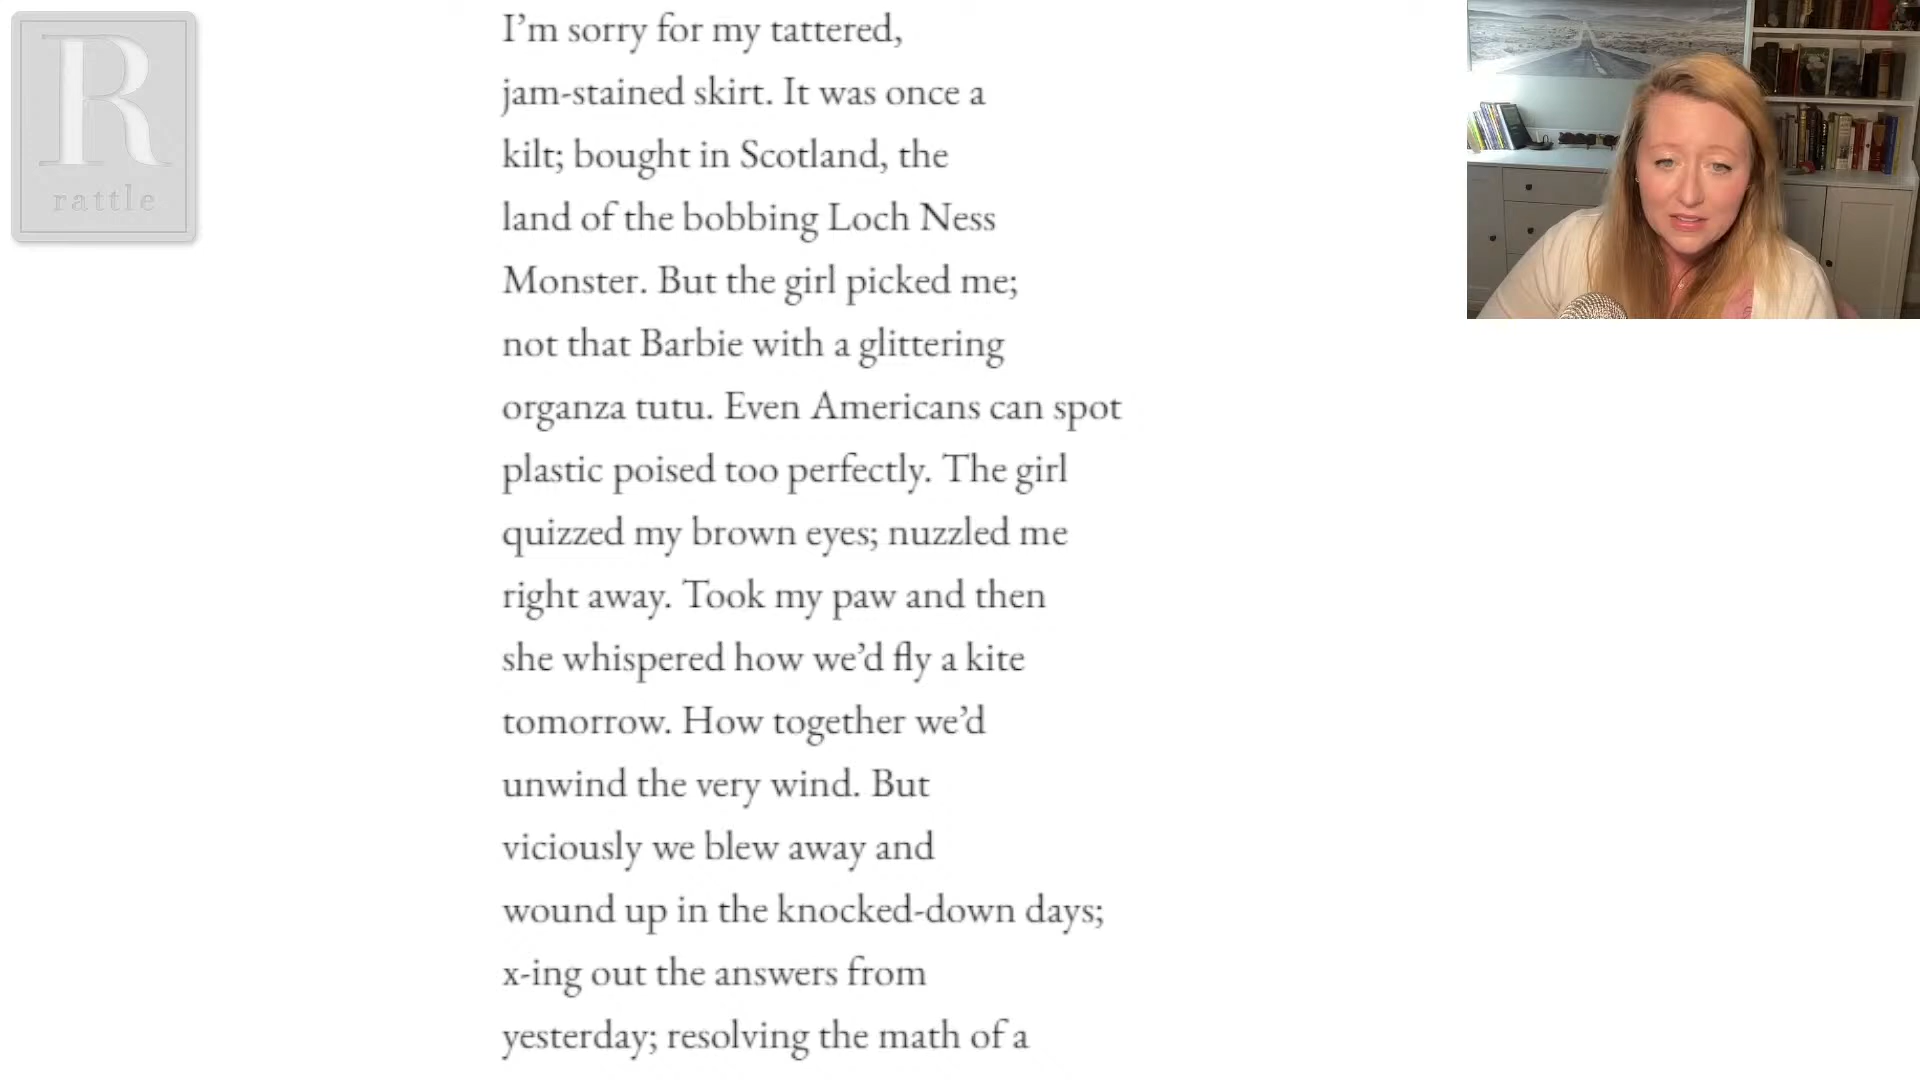 R
rattle
I’m sorry for my tattered,
jam-stained skirt. It was once a
kilt; bought in Scotland, the
land of the bobbing Loch Ness
Monster. But the girl picked me;
not that Barbie with a glittering
organza tutu. Even Americans can spot
plastic poised too perfectly. The girl
quizzed my brown eyes; nuzzled me
right away. Took my paw and then
she whispered how we’d fly a kite
tomorrow. How together we’d
unwind the very wind. But
viciously we blew away and
wound up in the knocked-down days;
x-ing out the answers from
yesterday; resolving the math of a